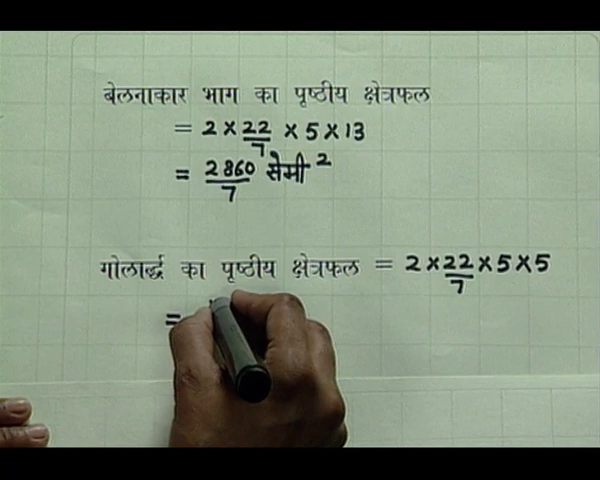 बेलनाकार भाग का पृष्ठीय क्षेत्रफल
= 2 × 22/7 × 5 × 13
= 2860/7 सेमी²
गोलार्द्ध का पृष्ठीय क्षेत्रफल = 2 × 22/7 × 5 × 5
=